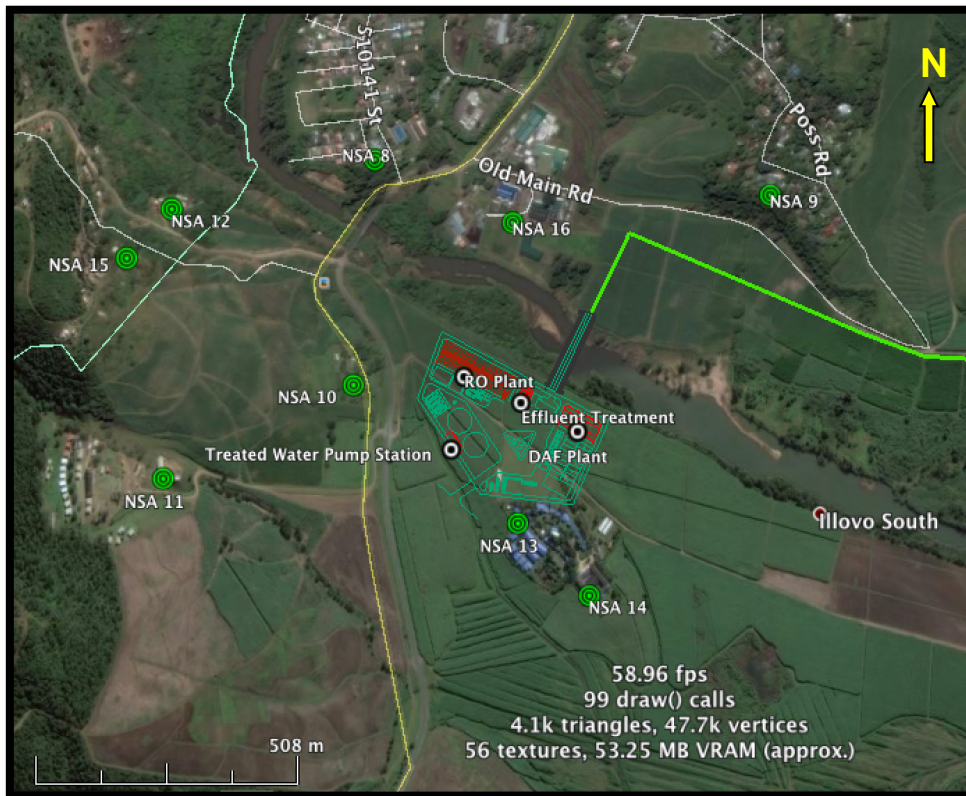 N
S10141 St
Poss Rd
NSA 8
Old Main Rd
NSA 9
NSA 12
NSA 16
NSA 15
RO Plant
NSA 10
Effluent Treatment
Treated Water Pump Station
DAF Plant
NSA 11
Illovo South
NSA 13
NSA 14
58.96 fps
99 draw() calls
4.1k triangles, 47.7k vertices
56 textures, 53.25 MB VRAM (approx.)
508 m